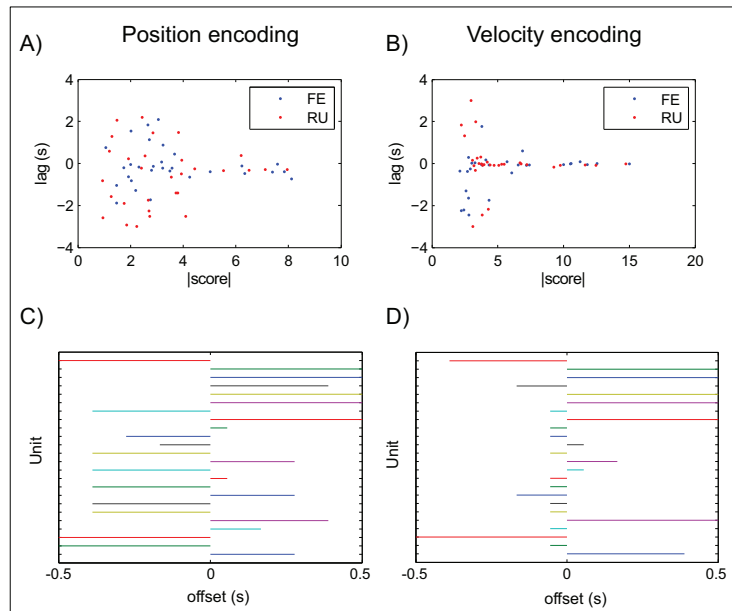 Position encoding
Velocity encoding
A)
B)
4
2
0
−2
−4
lag (s)
0
2
4
6
8
10
|score|
FE
RU
4
2
0
−2
−4
lag (s)
0
5
10
15
20
|score|
FE
RU
C)
D)
Unit
-0.5
0
0.5
offset (s)
Unit
-0.5
0
0.5
offset (s)